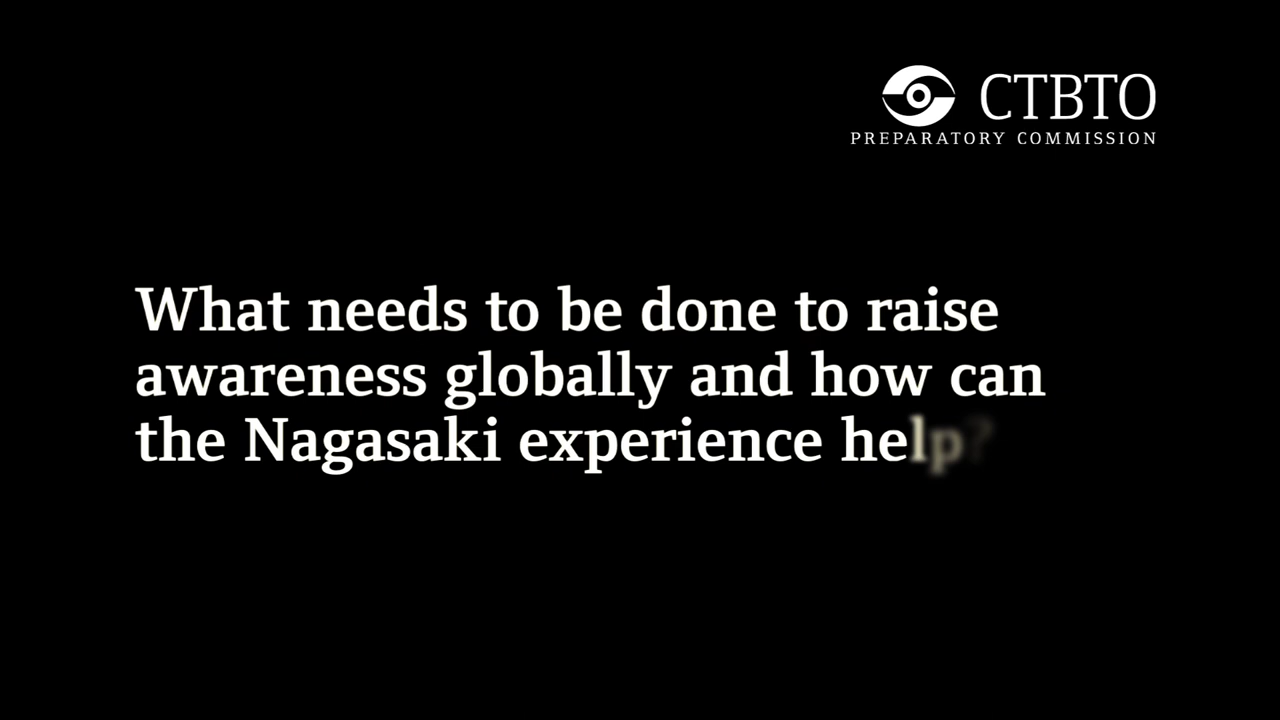 CTBTO
PREPARATORY COMMISSION
What needs to be done to raise
awareness globally and how can
the Nagasaki experience help?